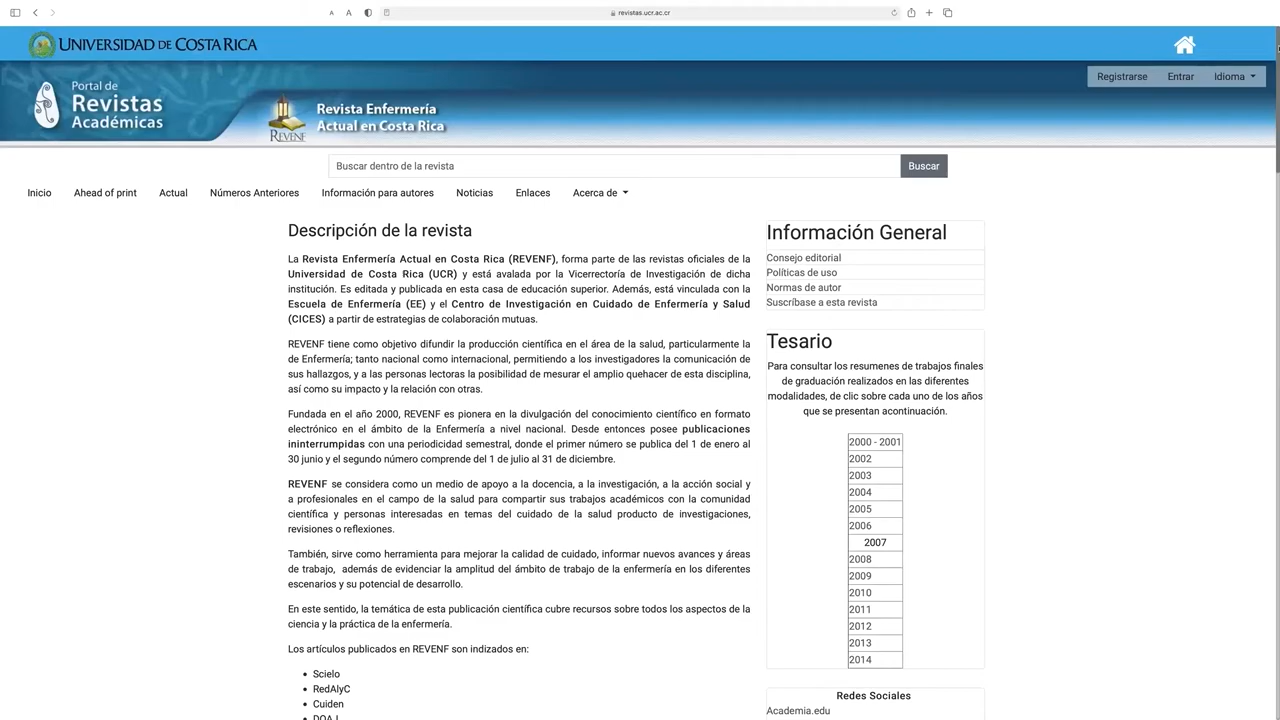 A A revistas.ucr.ac.cr
UNIVERSIDAD DE COSTA RICA
Registrarse Entrar Idioma
Portal de
Revistas
Académicas
REVENF
Revista Enfermería
Actual en Costa Rica
Buscar dentro de la revista Buscar
Inicio Ahead of print Actual Números Anteriores Información para autores Noticias Enlaces Acerca de
Descripción de la revista
La Revista Enfermería Actual en Costa Rica (REVENF), forma parte de las revistas oficiales de la
Universidad de Costa Rica (UCR) y está avalada por la Vicerrectoría de Investigación de dicha
institución. Es editada y publicada en esta casa de educación superior. Además, está vinculada con la
Escuela de Enfermería (EE) y el Centro de Investigación en Cuidado de Enfermería y Salud
(CICES) a partir de estrategias de colaboración mutuas.
REVENF tiene como objetivo difundir la producción científica en el área de la salud, particularmente la
de Enfermería; tanto nacional como internacional, permitiendo a los investigadores la comunicación de
sus hallazgos, y a las personas lectoras la posibilidad de mesurar el amplio quehacer de esta disciplina,
así como su impacto y la relación con otras.
Fundada en el año 2000, REVENF es pionera en la divulgación del conocimiento científico en formato
electrónico en el ámbito de la Enfermería a nivel nacional. Desde entonces posee publicaciones
ininterrumpidas con una periodicidad semestral, donde el primer número se publica del 1 de enero al
30 junio y el segundo número comprende del 1 de julio al 31 de diciembre.
REVENF se considera como un medio de apoyo a la docencia, a la investigación, a la acción social y
a profesionales en el campo de la salud para compartir sus trabajos académicos con la comunidad
científica y personas interesadas en temas del cuidado de la salud producto de investigaciones,
revisiones o reflexiones.
También, sirve como herramienta para mejorar la calidad de cuidado, informar nuevos avances y áreas
de trabajo, además de evidenciar la amplitud del ámbito de trabajo de la enfermería en los diferentes
escenarios y su potencial de desarrollo.
En este sentido, la temática de esta publicación científica cubre recursos sobre todos los aspectos de la
ciencia y la práctica de la enfermería.
Los artículos publicados en REVENF son indizados en:
• Scielo
• RedAlyC
• Cuiden
• DOAJ
Información General
Consejo editorial
Políticas de uso
Normas de autor
Suscríbase a esta revista
Tesario
Para consultar los resumenes de trabajos finales
de graduación realizados en las diferentes
modalidades, de clic sobre cada uno de los años
que se presentan acontinuación.
2000 - 2001
2002
2003
2004
2005
2006
2007
2008
2009
2010
2011
2012
2013
2014
Redes Sociales
Academia.edu